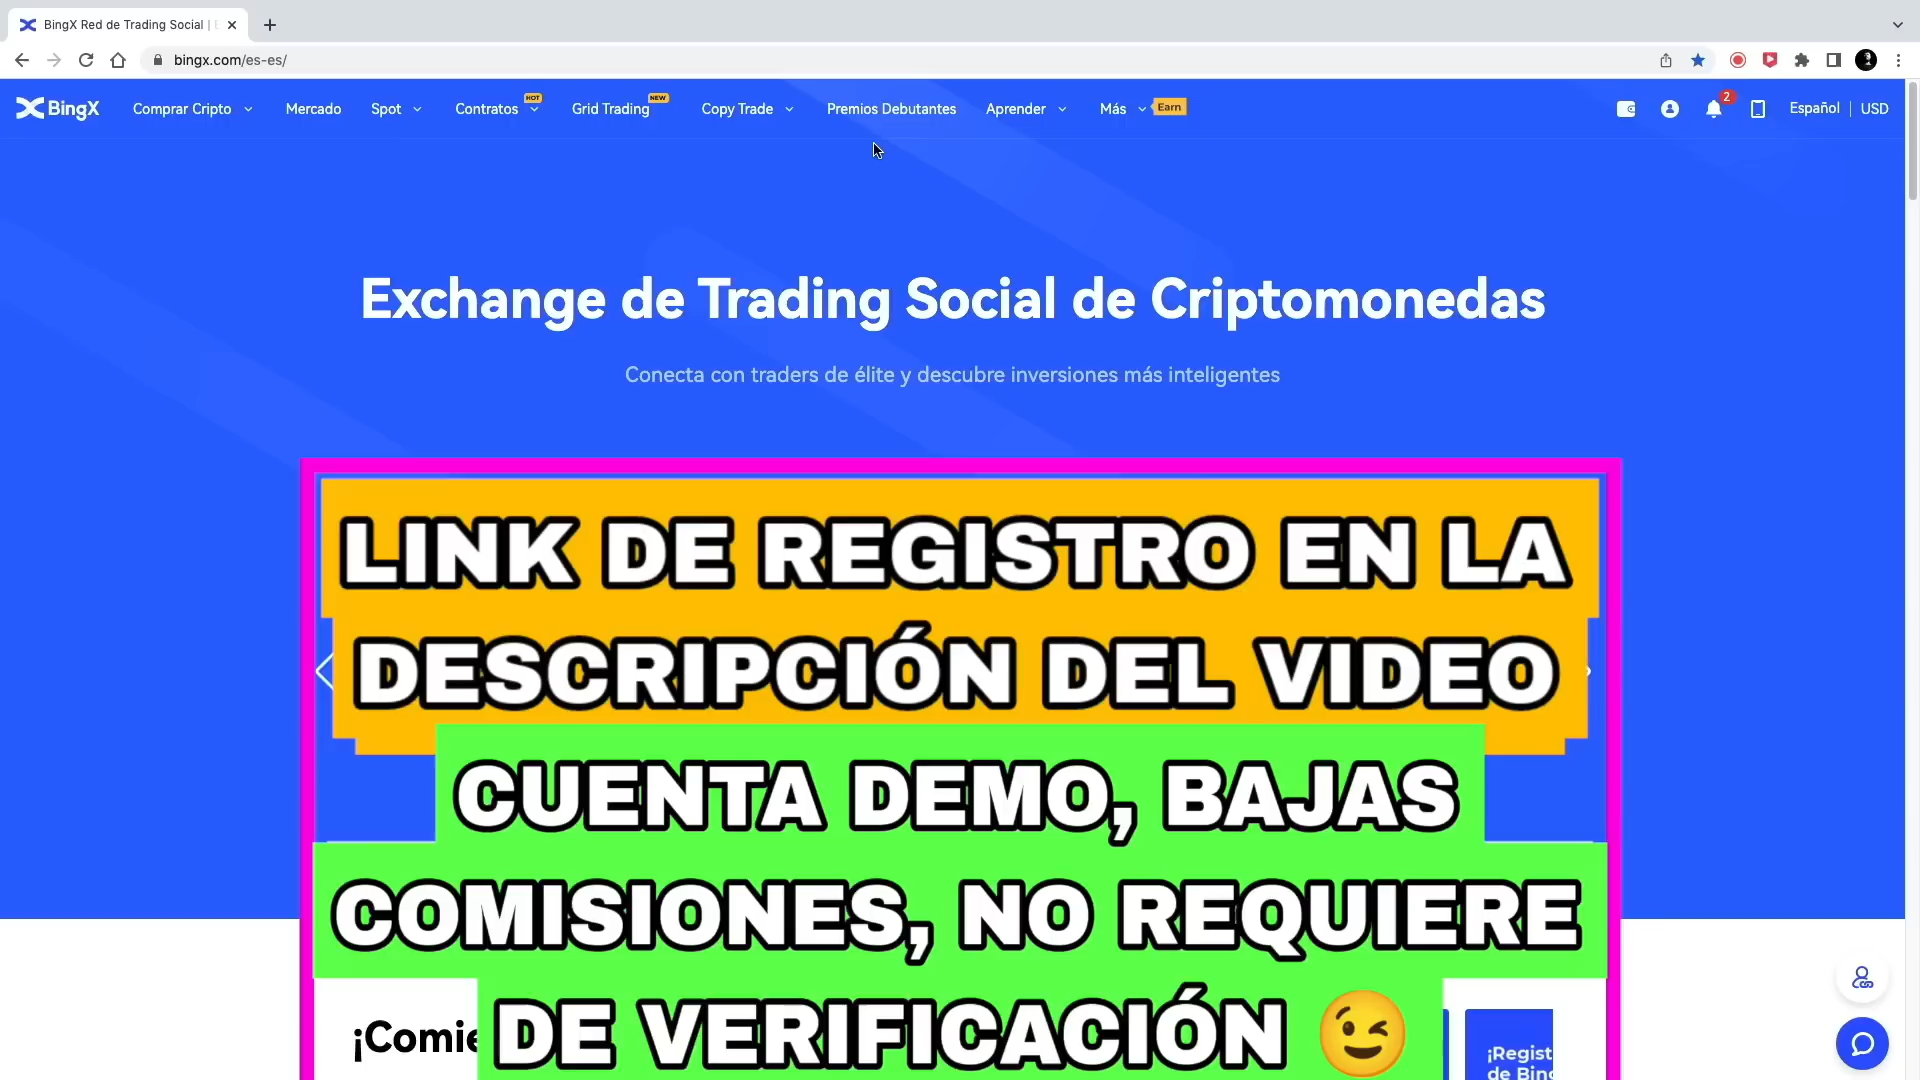 BingX Red de Trading Social |
bingx.com/es-es/
BingX
Comprar Cripto
Mercado
Spot
Contratos
HOT
Grid Trading
NEW
Copy Trade
Premios Debutantes
Aprender
Más
Earn
2
Español | USD
Exchange de Trading Social de Criptomonedas
Conecta con traders de élite y descubre inversiones más inteligentes
LINK DE REGISTRO EN LA
DESCRIPCIÓN DEL VIDEO
CUENTA DEMO, BAJAS
COMISIONES, NO REQUIERE
DE VERIFICACIÓN 😉
¡Comie
¡Regist
de Bin